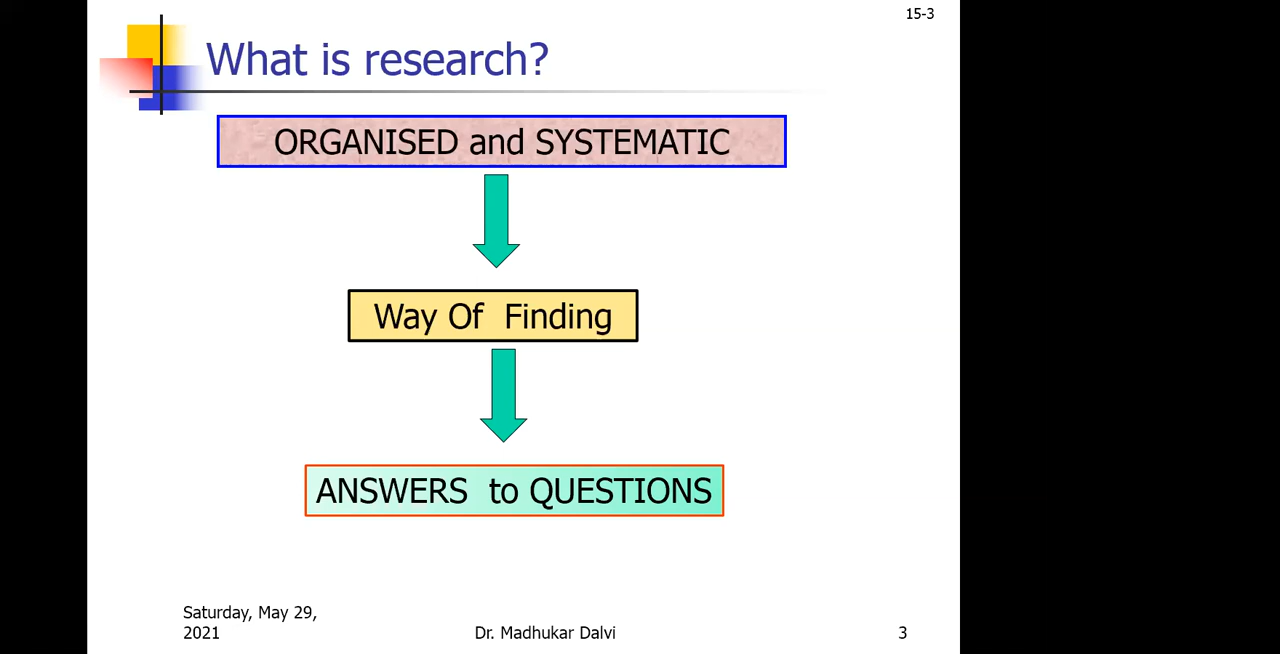 15-3
What is research?
ORGANISED and SYSTEMATIC
Way Of  Finding
ANSWERS  to QUESTIONS
Saturday, May 29,
2021
Dr. Madhukar Dalvi
3